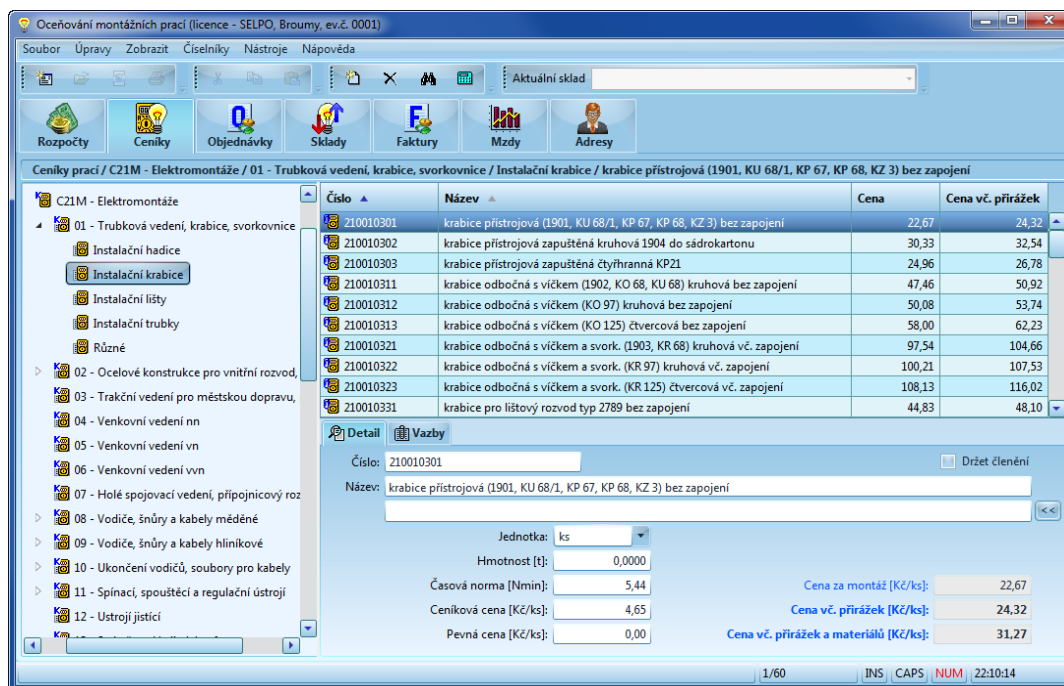 Oceňování montážních prací (licence - SELPO, Broumy, ev.č. 0001)
Soubor Úpravy Zobrazit Číselníky Nástroje Nápověda
Aktuální sklad
Rozpočty Ceníky Objednávky Sklady Faktury Mzdy Adresy
Ceníky prací / C21M - Elektromontáže / 01 - Trubková vedení, krabice, svorkovnice / Instalační krabice / krabice přístrojová (1901, KU 68/1, KP 67, KP 68, KZ 3) bez zapojení
C21M - Elektromontáže
01 - Trubková vedení, krabice, svorkovnice
Instalační hadice
Instalační krabice
Instalační lišty
Instalační trubky
Různé
02 - Ocelové konstrukce pro vnitřní rozvod,
03 - Trakční vedení pro městskou dopravu,
04 - Venkovní vedení nn
05 - Venkovní vedení vn
06 - Venkovní vedení vvn
07 - Holé spojovací vedení, přípojnicový roz
08 - Vodiče, šnůry a kabely měděné
09 - Vodiče, šnůry a kabely hliníkové
10 - Ukončení vodičů, soubory pro kabely
11 - Spínací, spouštěcí a regulační ústrojí
12 - Ustrojí jistící
Číslo Název Cena Cena vč. přirážek
210010301 krabice přístrojová (1901, KU 68/1, KP 67, KP 68, KZ 3) bez zapojení 22,67 24,32
210010302 krabice přístrojová zapuštěná kruhová 1904 do sádrokartonu 30,33 32,54
210010303 krabice přístrojová zapuštěná čtyřhranná KP21 24,96 26,78
210010311 krabice odbočná s víčkem (1902, KO 68, KU 68) kruhová bez zapojení 47,46 50,92
210010312 krabice odbočná s víčkem (KO 97) kruhová bez zapojení 50,08 53,74
210010313 krabice odbočná s víčkem (KO 125) čtvercová bez zapojení 58,00 62,23
210010321 krabice odbočná s víčkem a svork. (1903, KR 68) kruhová vč. zapojení 97,54 104,66
210010322 krabice odbočná s víčkem a svork. (KR 97) kruhová vč. zapojení 100,21 107,53
210010323 krabice odbočná s víčkem a svork. (KR 125) čtvercová vč. zapojení 108,13 116,02
210010331 krabice pro lištový rozvod typ 2789 bez zapojení 44,83 48,10
Detail Vazby
Číslo: 210010301 Držet členění
Název: krabice přístrojová (1901, KU 68/1, KP 67, KP 68, KZ 3) bez zapojení
<<
Jednotka: ks
Hmotnost [t]: 0,0000
Časová norma [Nmin]: 5,44 Cena za montáž [Kč/ks]: 22,67
Ceníková cena [Kč/ks]: 4,65 Cena vč. přirážek [Kč/ks]: 24,32
Pevná cena [Kč/ks]: 0,00 Cena vč. přirážek a materiálů [Kč/ks]: 31,27
1/60 INS CAPS NUM 22:10:14